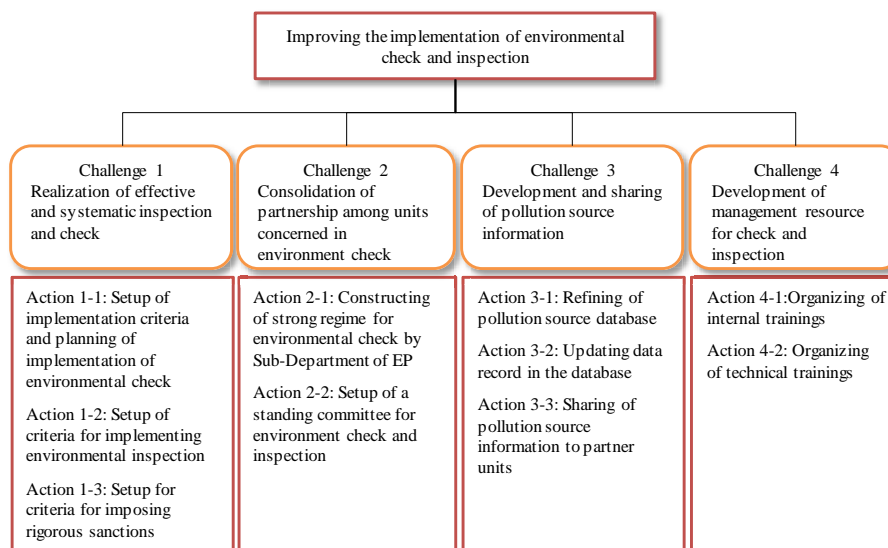 Improving the implementation of environmental
check and inspection
Challenge 1
Realization of effective
and systematic inspection
and check
Challenge 2
Consolidation of
partnership among units
concerned in
environment check
Challenge 3
Development and sharing
of pollution source
information
Challenge 4
Development of
management resource
for check and
inspection
Action 1-1: Setup of
implementation criteria
and planning of
implementation of
environmental check
Action 1-2: Setup of
criteria for implementing
environmental inspection
Action 1-3: Setup for
criteria for imposing
rigorous sanctions
Action 2-1: Constructing
of strong regime for
environmental check by
Sub-Department of EP
Action 2-2: Setup of a
standing committee for
environment check and
inspection
Action 3-1: Refining of
pollution source database
Action 3-2: Updating data
record in the database
Action 3-3: Sharing of
pollution source
information to partner
units
Action 4-1:Organizing of
internal trainings
Action 4-2: Organizing
of technical trainings